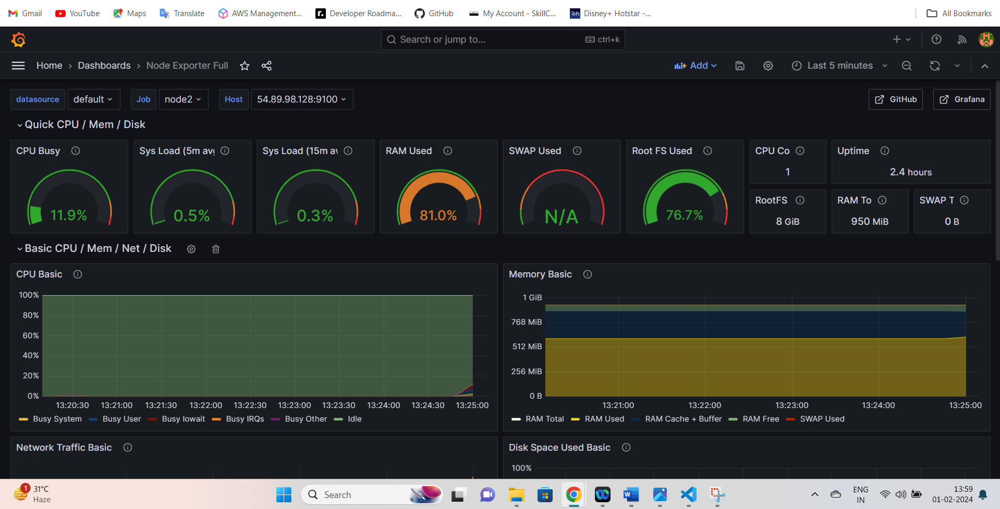 Gmail YouTube Maps Translate AWS Management... Developer Roadma... GitHub My Account - SkillC... Disney+ Hotstar -... All Bookmarks
Search or jump to... ctrl+k
Home › Dashboards › Node Exporter Full Add Last 5 minutes
datasource default Job node2 Host 54.89.98.128:9100 GitHub Grafana
Quick CPU / Mem / Disk
CPU Busy
11.9%
Sys Load (5m avg
0.5%
Sys Load (15m av
0.3%
RAM Used
81.0%
SWAP Used
N/A
Root FS Used
76.7%
CPU Co
1
Uptime
2.4 hours
RootFS
8 GiB
RAM To
950 MiB
SWAP T
0 B
Basic CPU / Mem / Net / Disk
CPU Basic
100%
80%
60%
40%
20%
0%
13:20:30 13:21:00 13:21:30 13:22:00 13:22:30 13:23:00 13:23:30 13:24:00 13:24:30 13:25:00
Busy System Busy User Busy Iowait Busy IRQs Busy Other Idle
Memory Basic
1 GiB
768 MiB
512 MiB
256 MiB
0 B
13:21:00 13:22:00 13:23:00 13:24:00 13:25:00
RAM Total RAM Used RAM Cache + Buffer RAM Free SWAP Used
Network Traffic Basic
Disk Space Used Basic
100%
1
31°C
Haze
Search
W
ENG
IN
13:59
01-02-2024